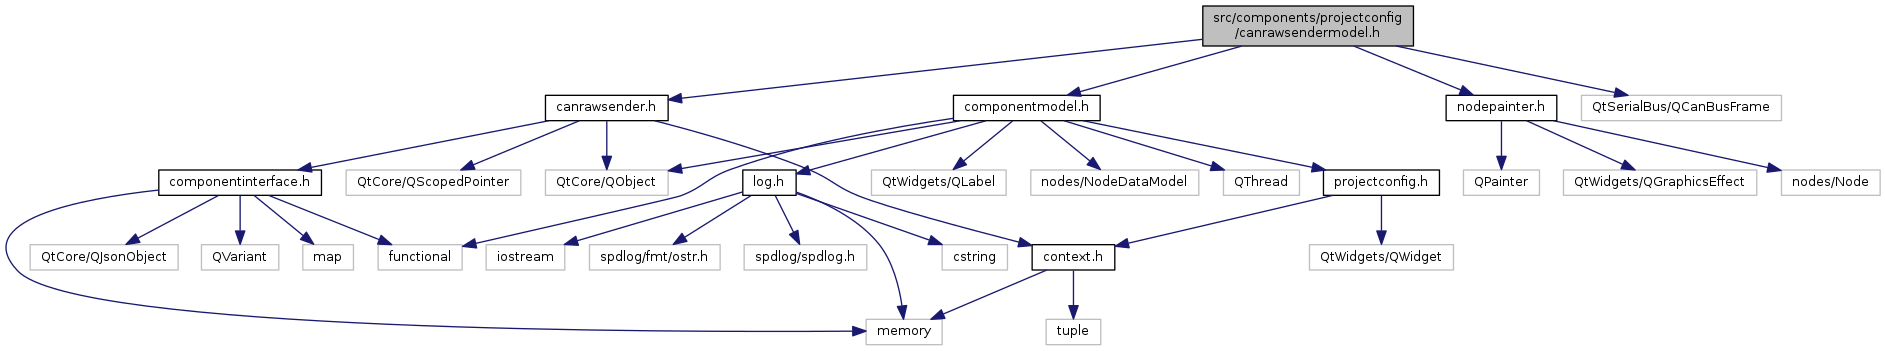 src/components/projectconfig
/canrawsendermodel.h
canrawsender.h
componentmodel.h
nodepainter.h
QtSerialBus/QCanBusFrame
componentinterface.h
QtCore/QScopedPointer
QtCore/QObject
log.h
QtWidgets/QLabel
nodes/NodeDataModel
QThread
projectconfig.h
QPainter
QtWidgets/QGraphicsEffect
nodes/Node
QtCore/QJsonObject
QVariant
map
functional
iostream
spdlog/fmt/ostr.h
spdlog/spdlog.h
cstring
context.h
QtWidgets/QWidget
memory
tuple